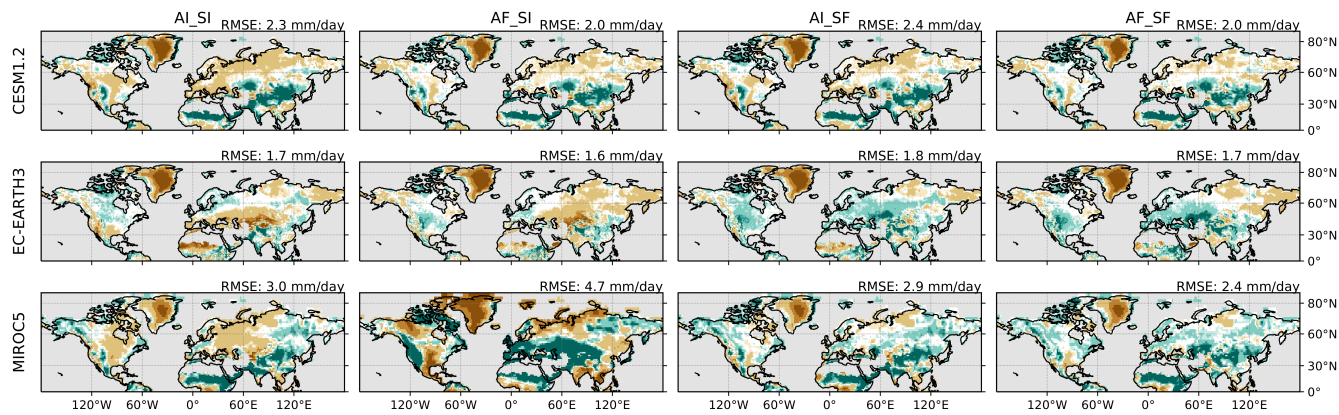 AI_SI
RMSE: 2.3 mm/day
AF_SI
RMSE: 2.0 mm/day
AI_SF
RMSE: 2.4 mm/day
AF_SF
RMSE: 2.0 mm/day
CESM1.2
80°N
60°N
30°N
0°
120°W 60°W 0° 60°E 120°E
120°W 60°W 0° 60°E 120°E
120°W 60°W 0° 60°E 120°E
120°W 60°W 0° 60°E 120°E
RMSE: 1.7 mm/day
RMSE: 1.6 mm/day
RMSE: 1.8 mm/day
RMSE: 1.7 mm/day
EC-EARTH3
80°N
60°N
30°N
0°
RMSE: 3.0 mm/day
RMSE: 4.7 mm/day
RMSE: 2.9 mm/day
RMSE: 2.4 mm/day
MIROC5
80°N
60°N
30°N
0°